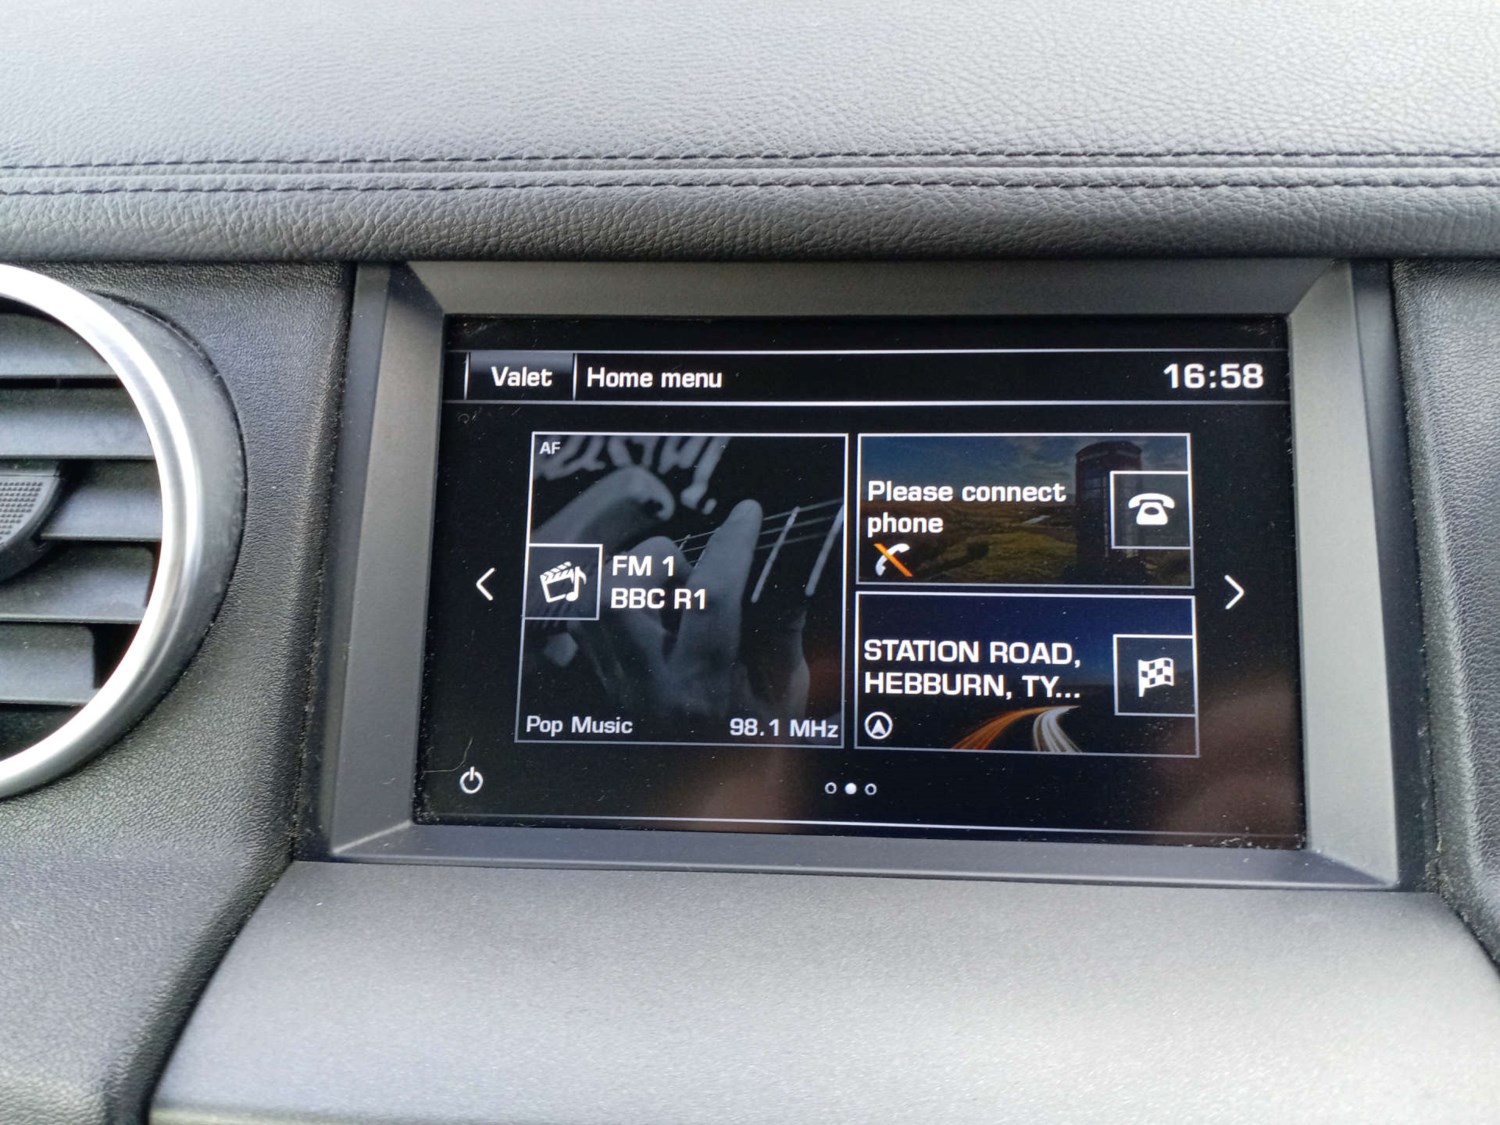 Valet
Home menu
16:58
AF
FM 1
BBC R1
Pop Music
98.1 MHz
Please connect
phone
STATION ROAD,
HEBBURN, TY...